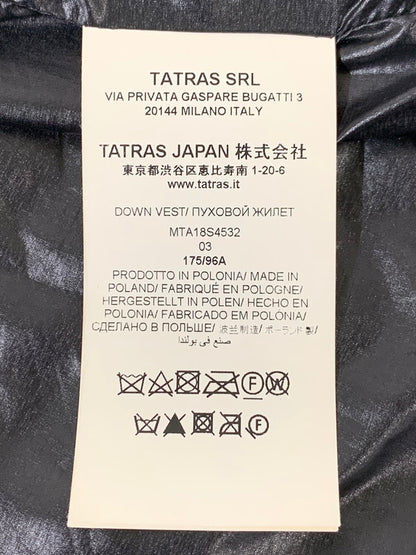 TATRAS SRL
VIA PRIVATA GASPARE BUGATTI 3
20144 MILANO ITALY
TATRAS JAPAN 株式会社
東京都渋谷区恵比寿南 1-20-6
www.tatras.it
DOWN VEST/ ПУХОВОЙ ЖИЛЕТ
MTA18S4532
03
175/96A
PRODOTTO IN POLONIA/ MADE IN
POLAND/ FABRIQUÉ EN POLOGNE/
HERGESTELLT IN POLEN/ HECHO EN
POLONIA/ FABRICADO EM POLÓNIA/
СДЕЛАНО В ПОЛЬШЕ/ 波兰制造/ ポーランド製/
صنع في بولندا
F W
F